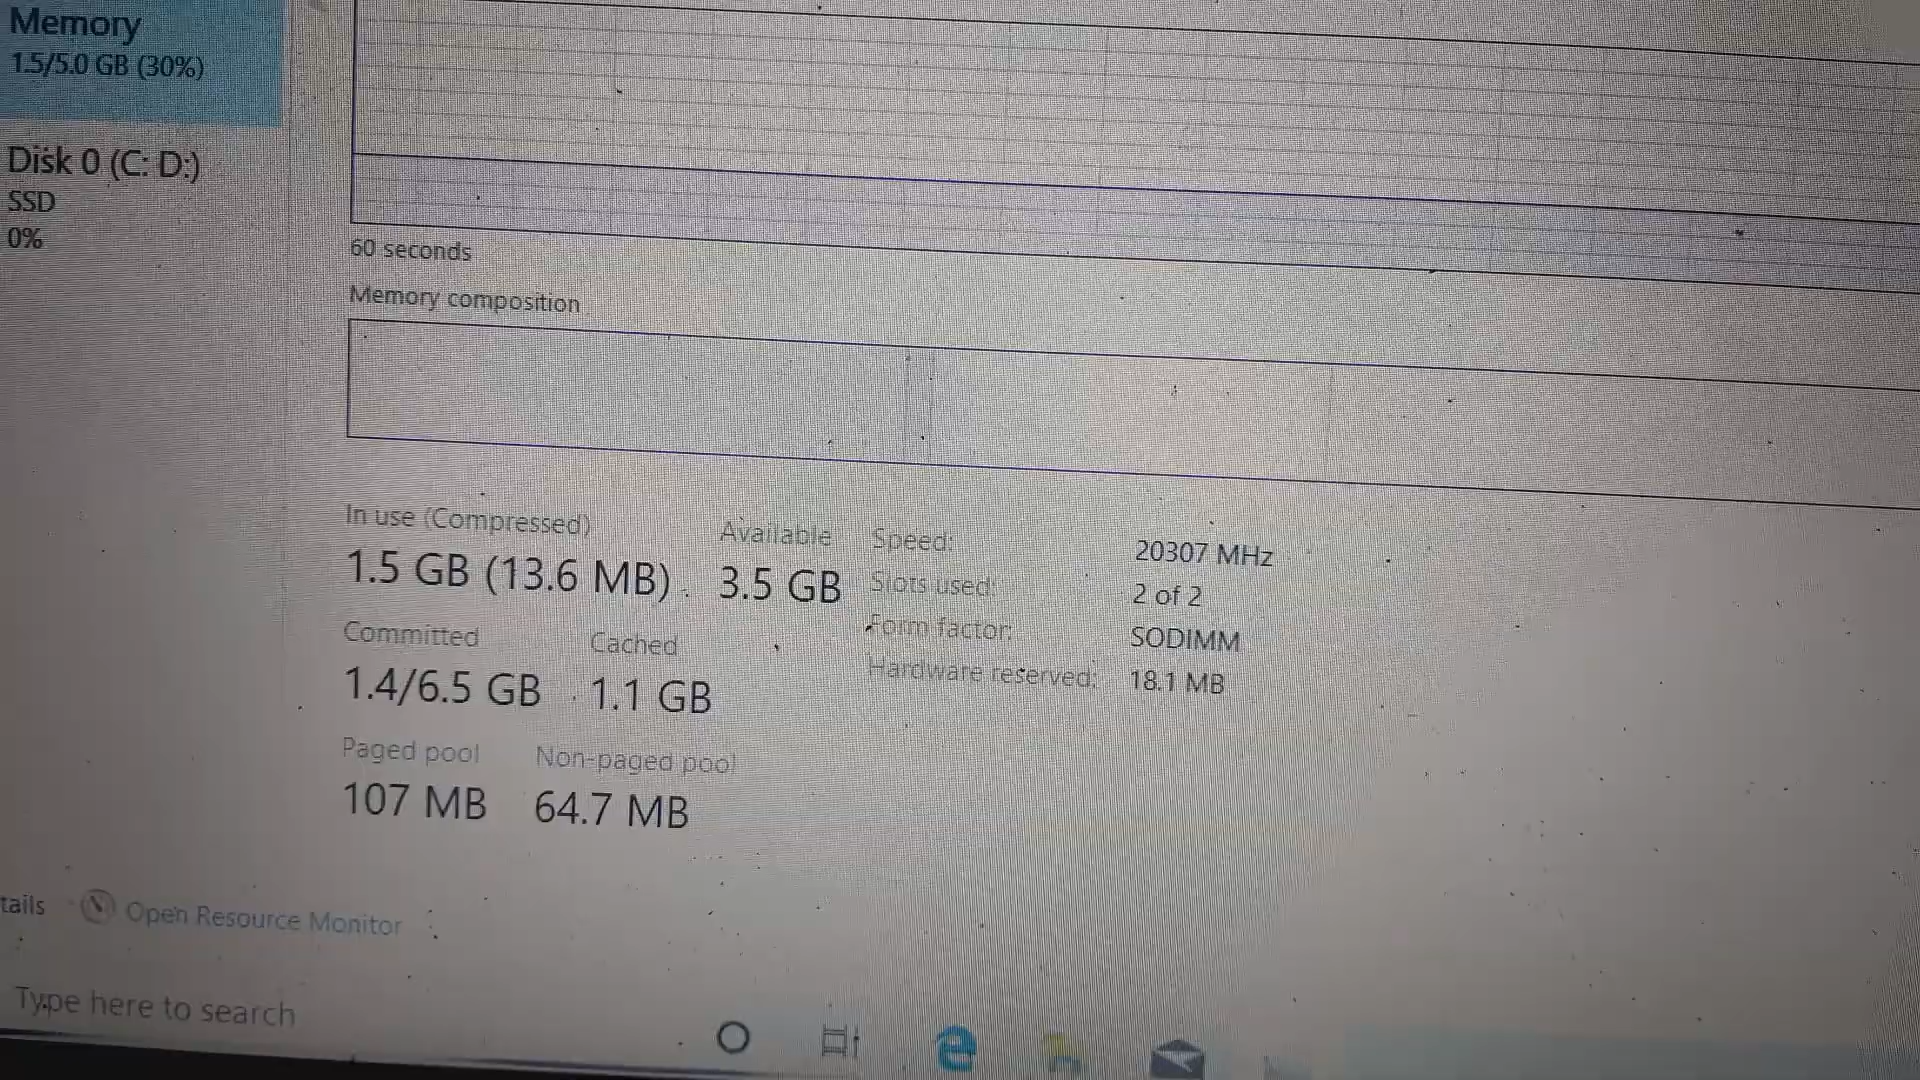 Memory
1.5/5.0 GB (30%)
Disk 0 (C: D:)
SSD
0%
60 seconds
Memory composition
In use (Compressed)
1.5 GB (13.6 MB)
Available
3.5 GB
Committed
1.4/6.5 GB
Cached
1.1 GB
Paged pool
107 MB
Non-paged pool
64.7 MB
Speed: 20307 MHz
Slots used: 2 of 2
Form factor: SODIMM
Hardware reserved: 18.1 MB
tails
Open Resource Monitor
Type here to search